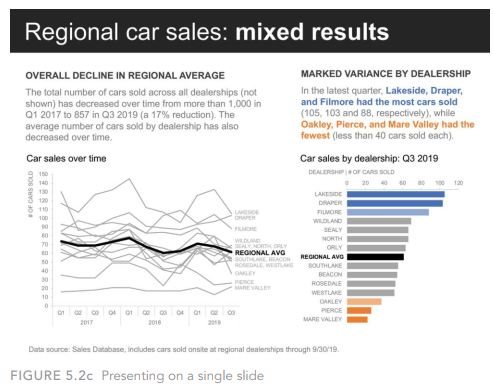 Regional car sales: mixed results
OVERALL DECLINE IN REGIONAL AVERAGE
The total number of cars sold across all dealerships (not
shown) has decreased over time from more than 1,000 in
Q1 2017 to 857 in Q3 2019 (a 17% reduction). The
average number of cars sold by dealership has also
decreased over time.
Car sales over time
# OF CARS SOLD
150
140
130
120
110
100
90
80
70
60
50
40
30
20
10
0
Q1 Q2 Q3 Q4 Q1 Q2 Q3 Q4 Q1 Q2 Q3
2017 2018 2019
LAKESIDE
DRAPER
FILMORE
WILDLAND
SEALY, NORTH, ORLY
REGIONAL AVG
SOUTHLAKE, BEACON
ROSEDALE, WESTLAKE
OAKLEY
PIERCE
MARE VALLEY
MARKED VARIANCE BY DEALERSHIP
In the latest quarter, Lakeside, Draper,
and Filmore had the most cars sold
(105, 103 and 88, respectively), while
Oakley, Pierce, and Mare Valley had the
fewest (less than 40 cars sold each).
Car sales by dealership: Q3 2019
DEALERSHIP | # OF CARS SOLD
0 20 40 60 80 100 120
LAKESIDE
DRAPER
FILMORE
WILDLAND
SEALY
NORTH
ORLY
REGIONAL AVG
SOUTHLAKE
BEACON
ROSEDALE
WESTLAKE
OAKLEY
PIERCE
MARE VALLEY
Data source: Sales Database, includes cars sold onsite at regional dealerships through 9/30/19.
FIGURE 5.2c Presenting on a single slide